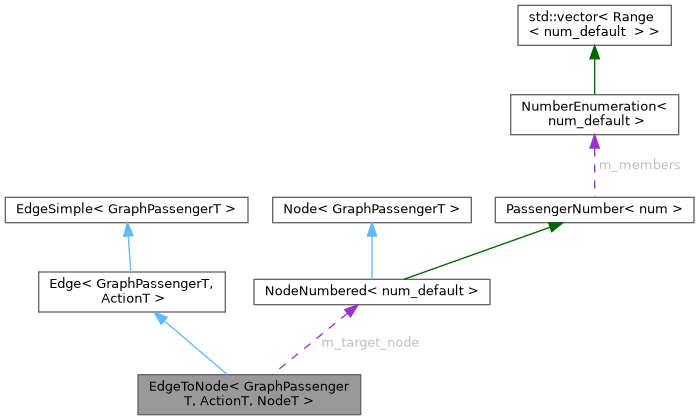 std::vector< Range
< num_default  > >
NumberEnumeration<
num_default >
m_members
EdgeSimple< GraphPassengerT >
Node< GraphPassengerT >
PassengerNumber< num >
Edge< GraphPassengerT,
ActionT >
NodeNumbered< num_default >
m_target_node
EdgeToNode< GraphPassenger
T, ActionT, NodeT >